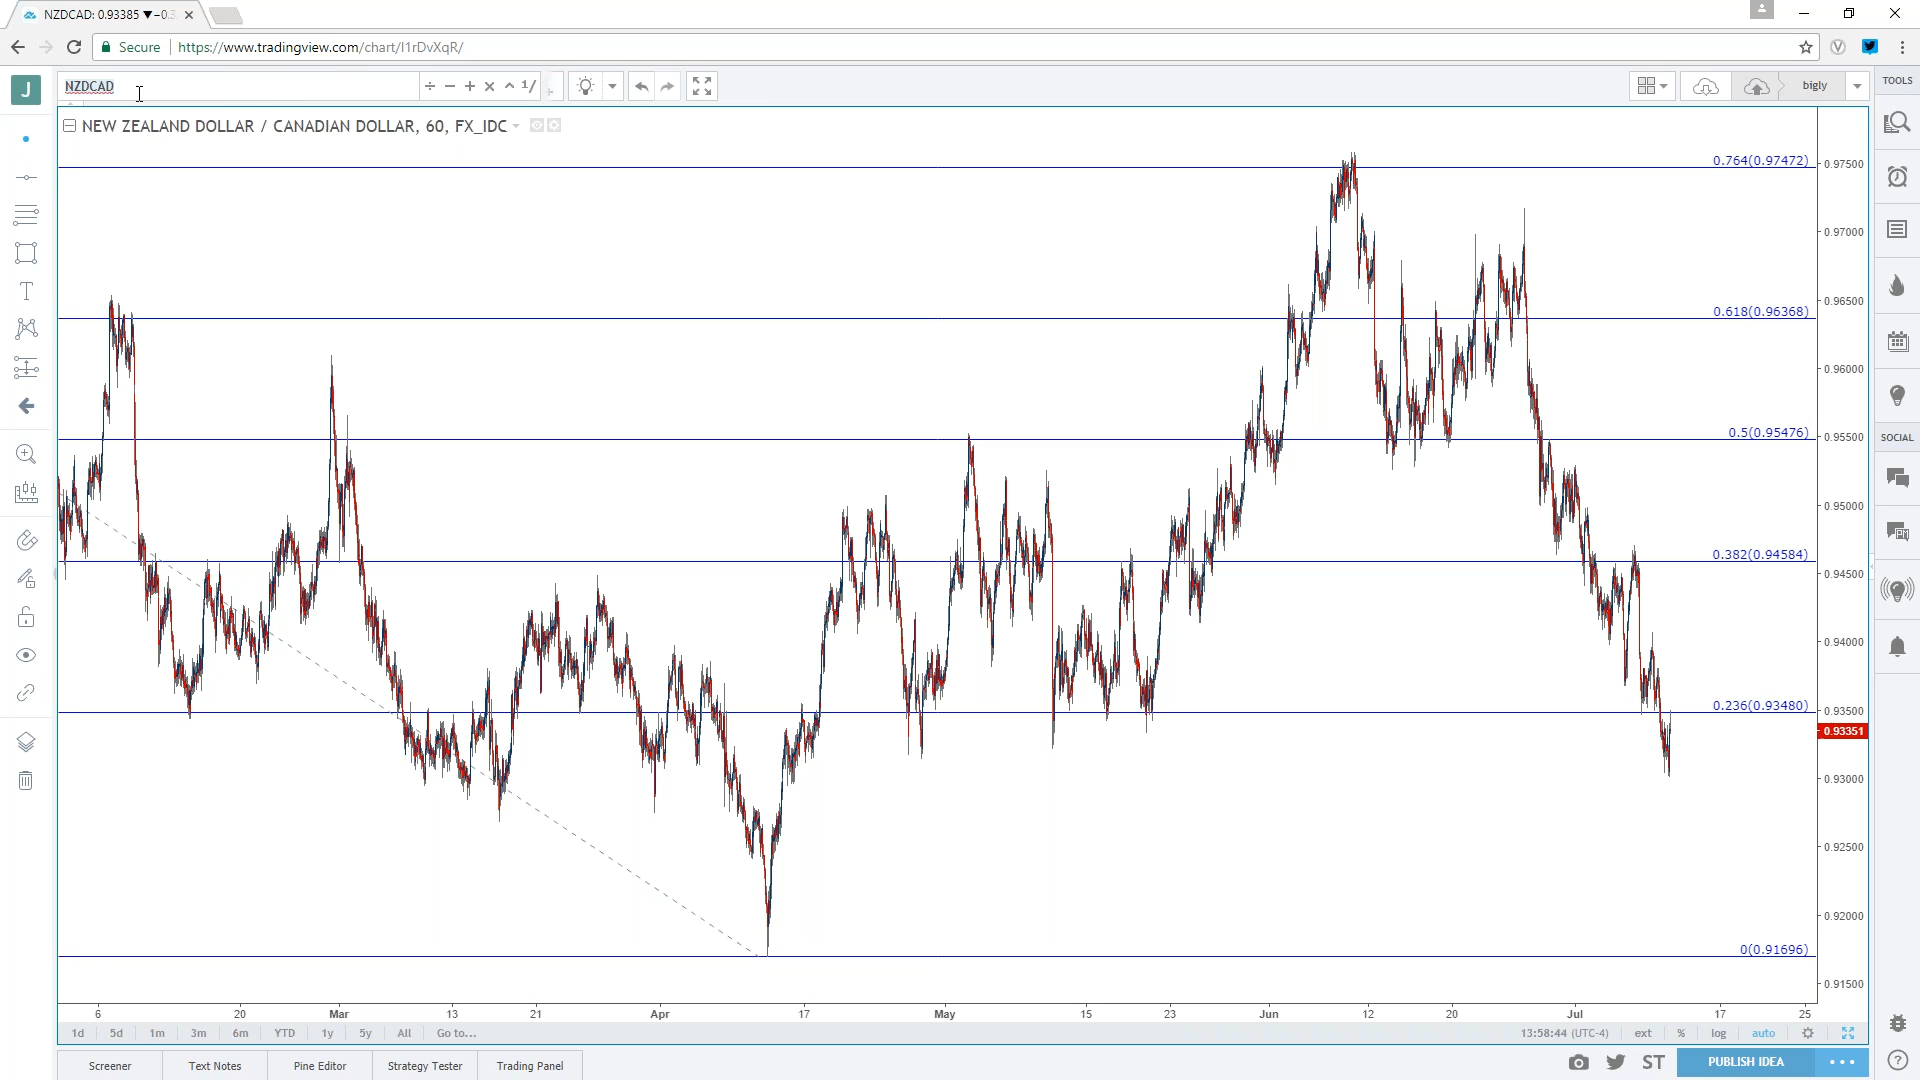 NZDCAD: 0.93385 ▼−0.3
Secure | https://www.tradingview.com/chart/I1rDvXqR/
J NZDCAD ÷ − + × ^ 1/ bigly TOOLS
NEW ZEALAND DOLLAR / CANADIAN DOLLAR, 60, FX_IDC
0.764(0.97472)
0.97500
0.97000
0.96500
0.618(0.96368)
0.96000
0.5(0.95476)
0.95500
SOCIAL
0.95000
0.382(0.94584)
0.94500
0.94000
0.236(0.93480)
0.93500
0.93351
0.93000
0.92500
0.92000
0(0.91696)
0.91500
6 20 Mar 13 21 Apr 17 May 15 23 Jun 12 20 Jul 17 25
1d 5d 1m 3m 6m YTD 1y 5y All Go to... 13:58:44 (UTC-4) ext % log auto
Screener Text Notes Pine Editor Strategy Tester Trading Panel ST PUBLISH IDEA